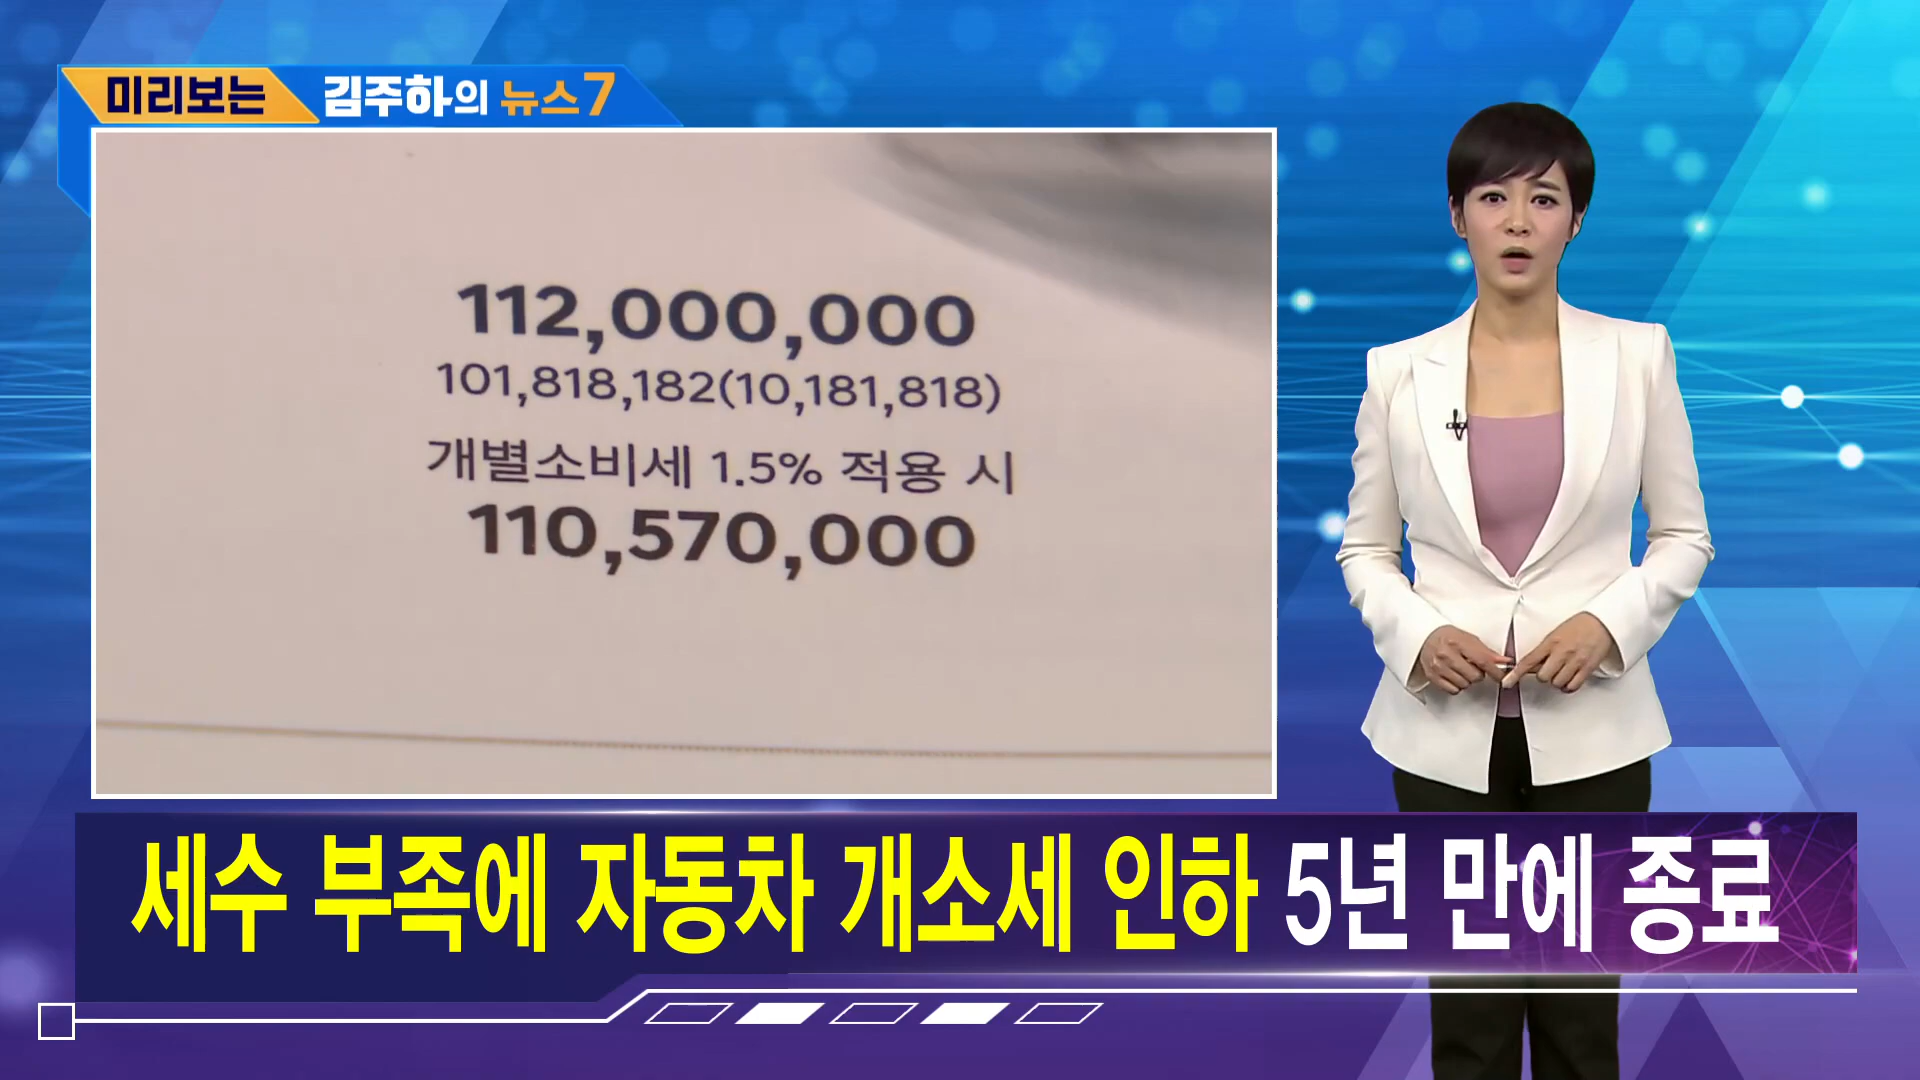 미리보는 김주하의 뉴스7
112,000,000
101,818,182(10,181,818)
개별소비세 1.5% 적용 시
110,570,000
세수 부족에 자동차 개소세 인하 5년 만에 종료